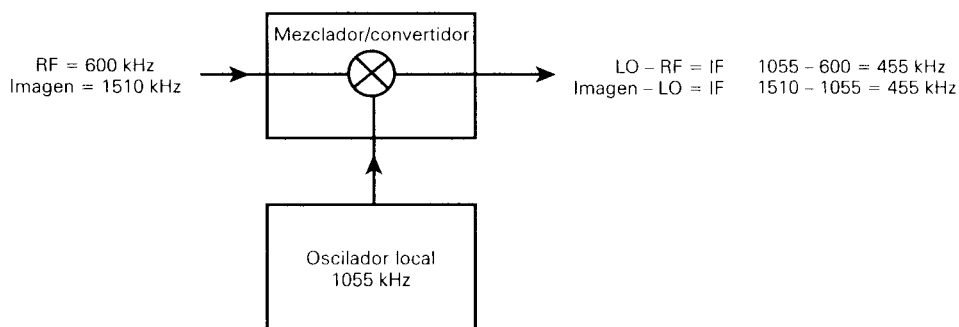 Mezclador/convertidor
RF = 600 kHz
Imagen = 1510 kHz
LO – RF = IF 1055 – 600 = 455 kHz
Imagen – LO = IF 1510 – 1055 = 455 kHz
Oscilador local
1055 kHz